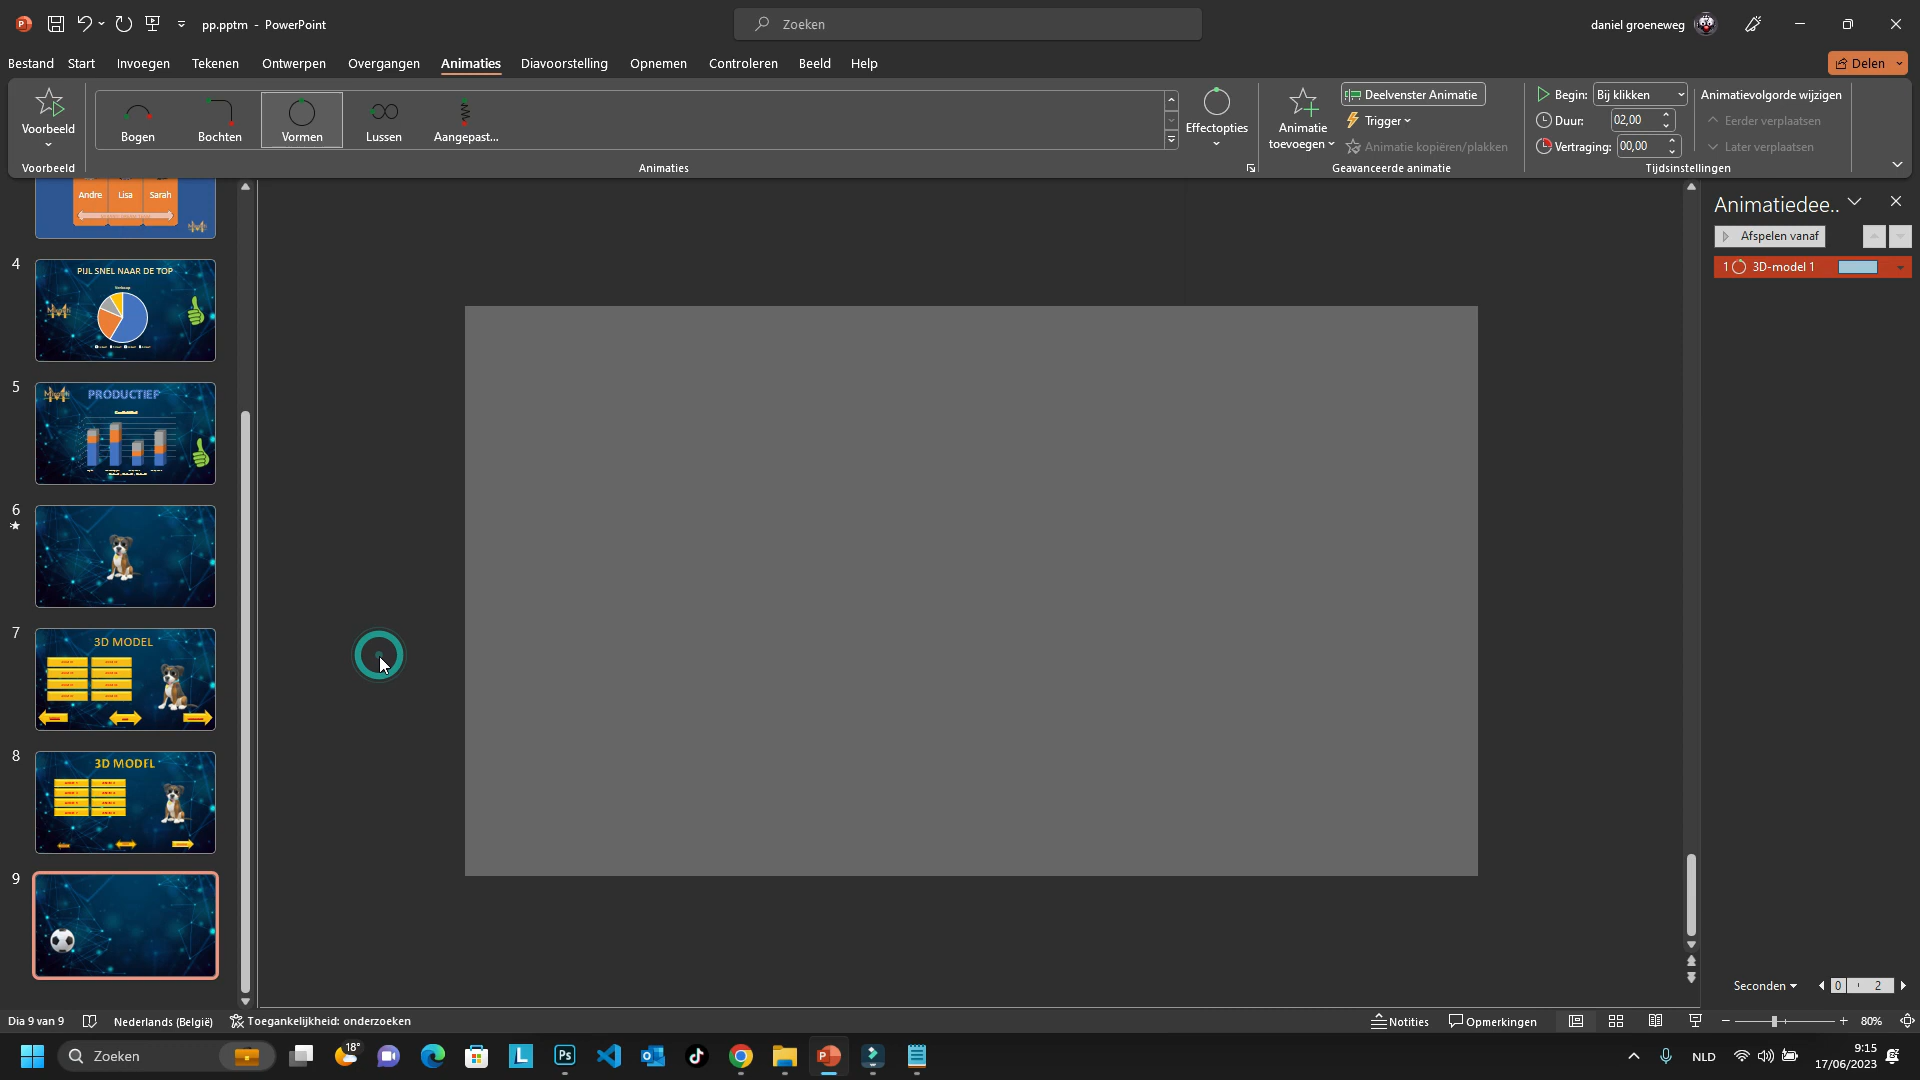 pp.pptm - PowerPoint
Zoeken
daniel groeneweg
Bestand Start Invoegen Tekenen Ontwerpen Overgangen Animaties Diavoorstelling Opnemen Controleren Beeld Help
Delen
Voorbeeld
Bogen
Bochten
Vormen
Lussen
Aangepast...
Effectopties
Animatie
toevoegen
Deelvenster Animatie
Trigger
Animatie kopiëren/plakken
Begin: Bij klikken
Duur: 02,00
Vertraging: 00,00
Animatievolgorde wijzigen
Eerder verplaatsen
Later verplaatsen
Voorbeeld
Animaties
Geavanceerde animatie
Tijdsinstellingen
Andre Lisa Sarah
4
PIJL SNEL NAAR DE TOP
5
PRODUCTIEF
6
7
3D MODEL
8
3D MODEL
9
Animatiedee..
Afspelen vanaf
1 3D-model 1
Seconden
0
2
Dia 9 van 9
Nederlands (België)
Toegankelijkheid: onderzoeken
Notities
Opmerkingen
80%
Zoeken
18°
NLD
9:15
17/06/2023